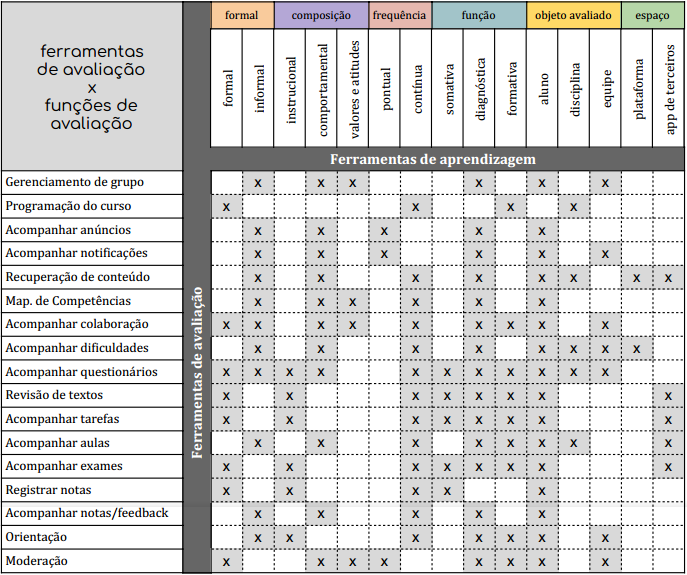 formal composição frequência função objeto avaliado espaço
ferramentas
de avaliação
x
funções de
avaliação
formal informal instrucional comportamental valores e atitudes pontual contínua somativa diagnóstica formativa aluno disciplina equipe plataforma app de terceiros
Ferramentas de aprendizagem
Ferramentas de avaliação
Gerenciamento de grupo x x x x x x
Programação do curso x x x x
Acompanhar anúncios x x x x x
Acompanhar notificações x x x x x x
Recuperação de conteúdo x x x x x x x x
Map. de Competências x x x x x x
Acompanhar colaboração x x x x x x x x x
Acompanhar dificuldades x x x x x x x x
Acompanhar questionários x x x x x x x x x x x
Revisão de textos x x x x x x x x
Acompanhar tarefas x x x x x x x x
Acompanhar aulas x x x x x x x x
Acompanhar exames x x x x x x x x
Registrar notas x x x x x
Acompanhar notas/feedback x x x x x
Orientação x x x x x x x
Moderação x x x x x x x x